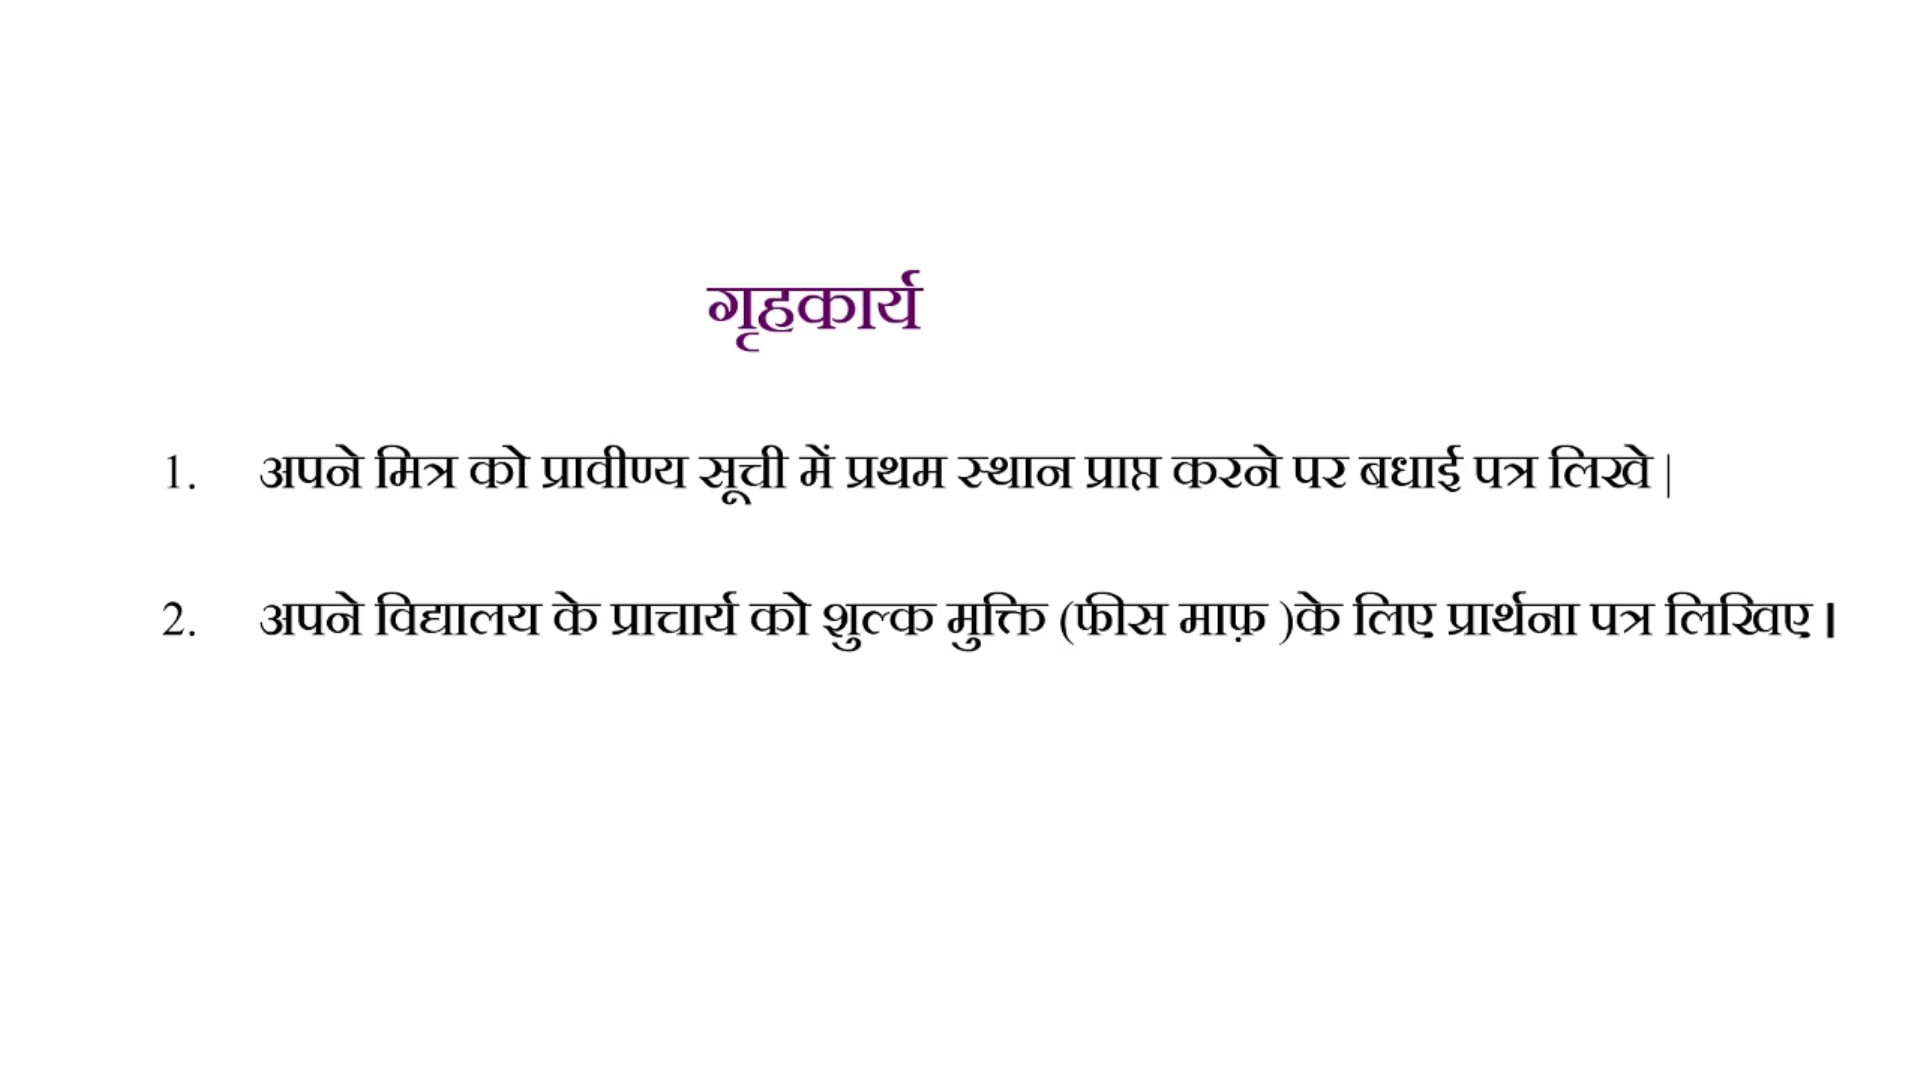 गृहकार्य
1. अपने मित्र को प्रावीण्य सूची में प्रथम स्थान प्राप्त करने पर बधाई पत्र लिखे |
2. अपने विद्यालय के प्राचार्य को शुल्क मुक्ति (फीस माफ़ )के लिए प्रार्थना पत्र लिखिए ।